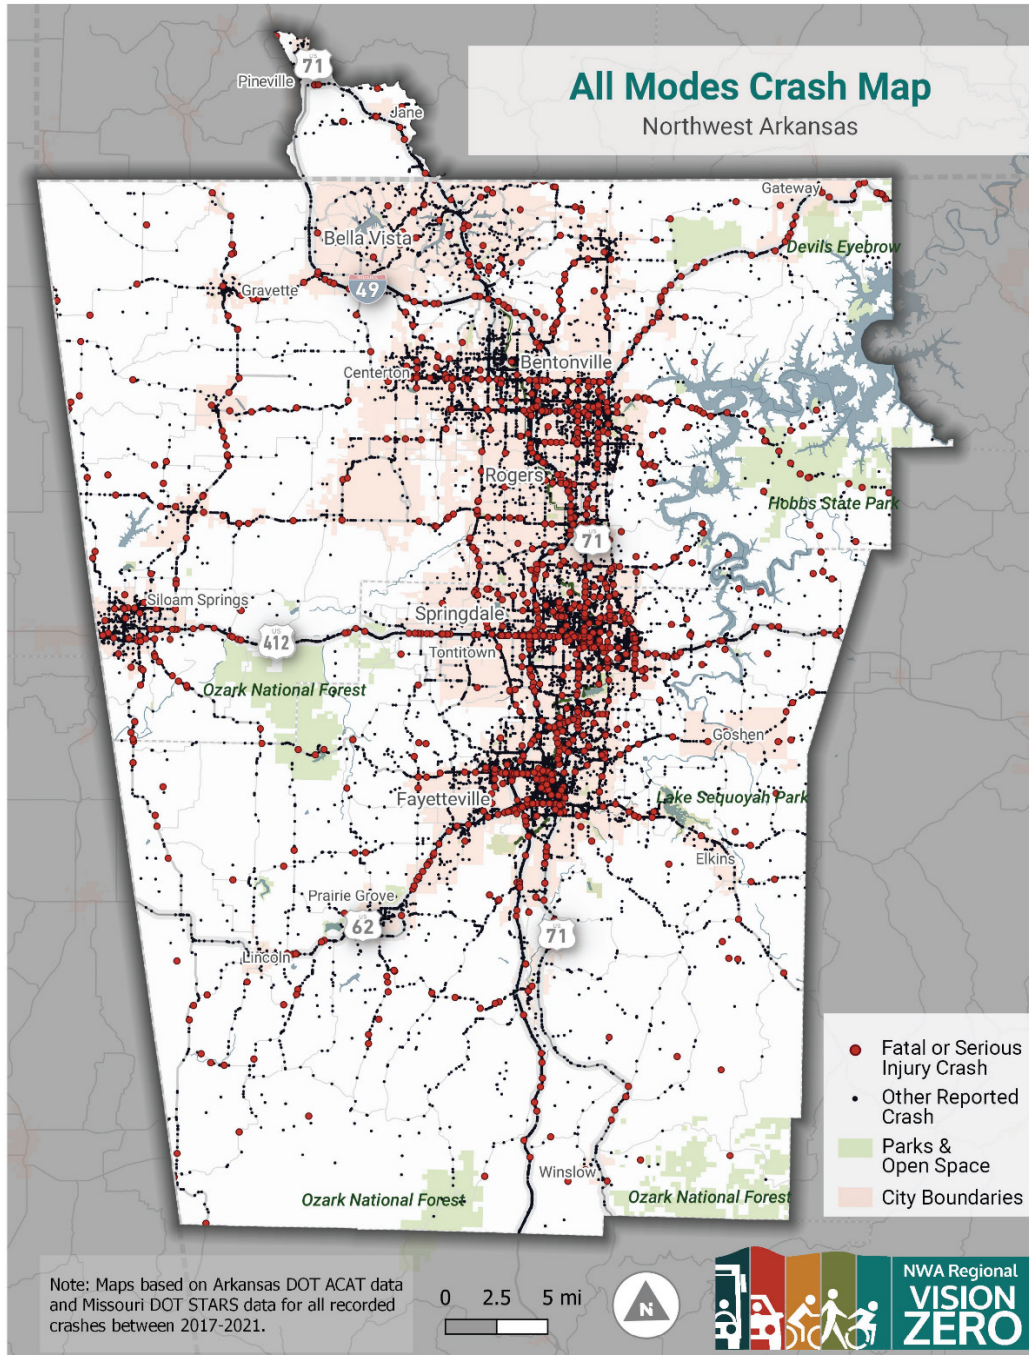 All Modes Crash Map
Northwest Arkansas
US
71
Pineville
Jane
Gateway
Devils Eyebrow
Bella Vista
49
Gravette
Bentonville
Centerton
Rogers
Hobbs State Park
71
Siloam Springs
Springdale
US
412
Tontitown
Ozark National Forest
Goshen
Fayetteville
Lake Sequoyah Park
Elkins
Prairie Grove
US
62
US
71
Lincoln
Winslow
Ozark National Forest
Ozark National Forest
Fatal or Serious
Injury Crash
Other Reported
Crash
Parks &
Open Space
City Boundaries
Note: Maps based on Arkansas DOT ACAT data
and Missouri DOT STARS data for all recorded
crashes between 2017-2021.
0 2.5 5 mi
N
NWA Regional
VISION
ZERO